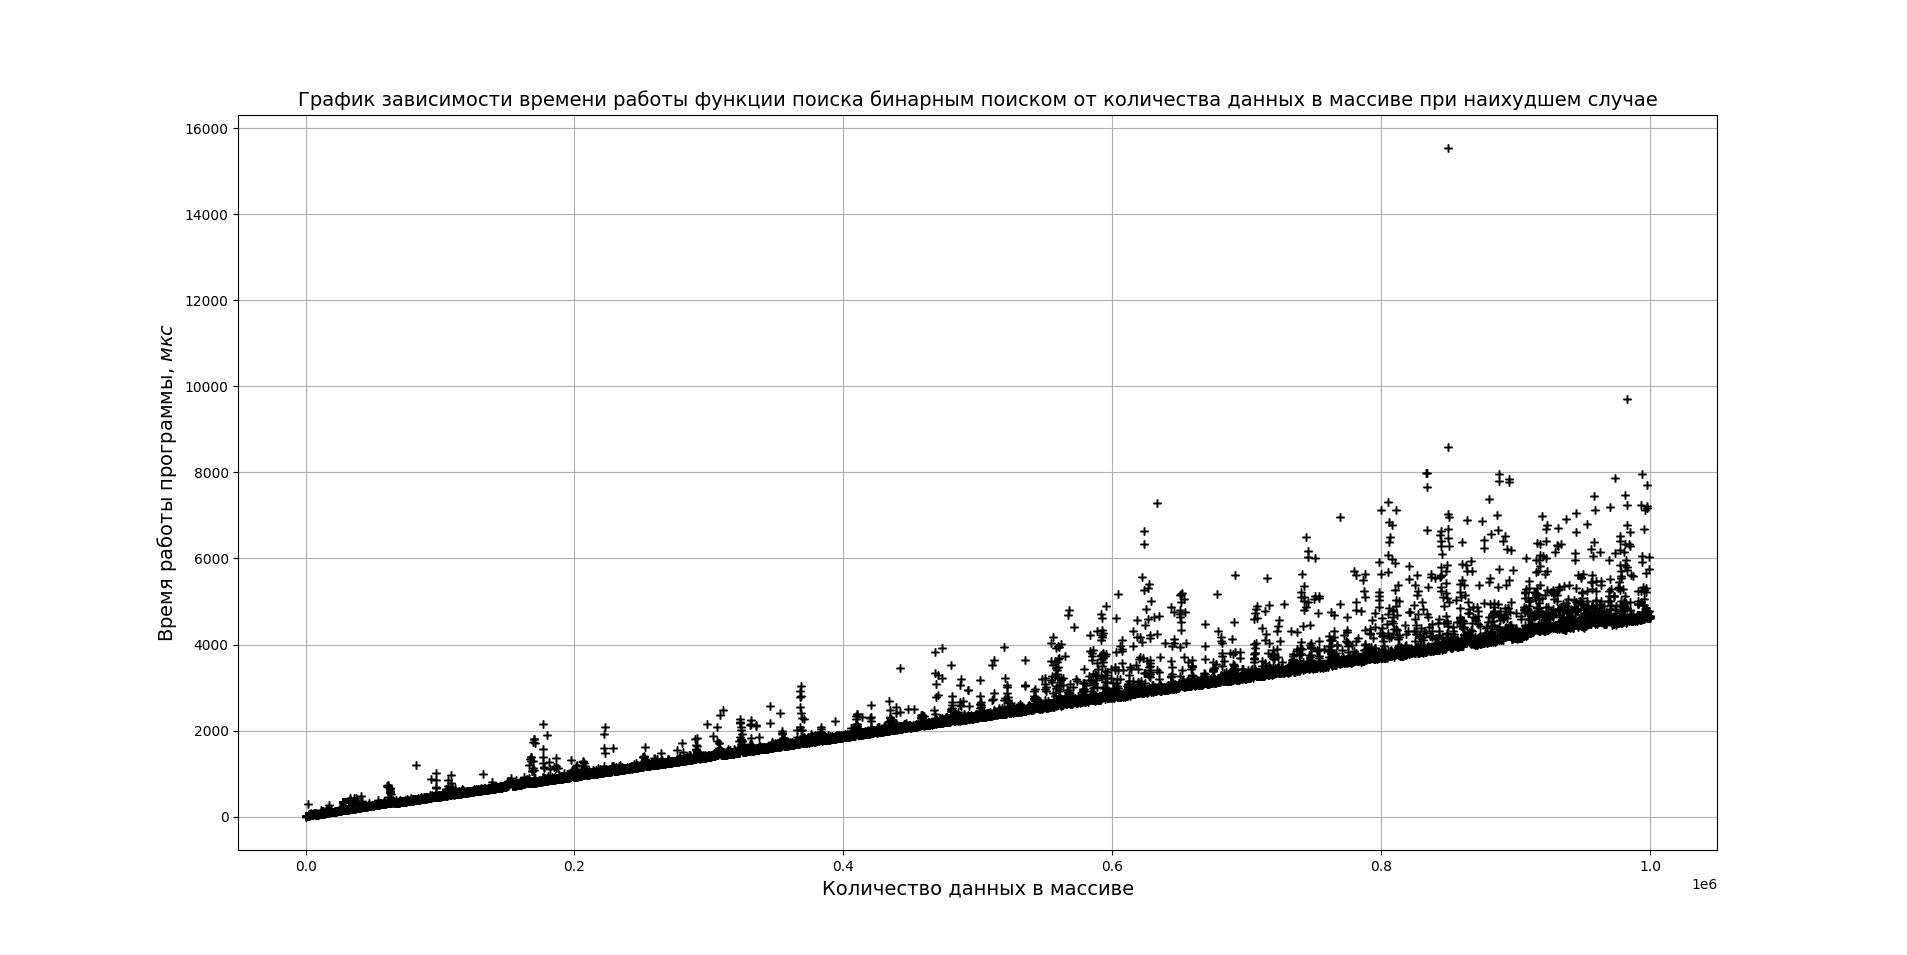 График зависимости времени работы функции поиска бинарным поиском от количества данных в массиве при наихудшем случае
16000
14000
12000
10000
8000
6000
4000
2000
0
Время работы программы, мкс
0.0 0.2 0.4 0.6 0.8 1.0
1e6
Количество данных в массиве